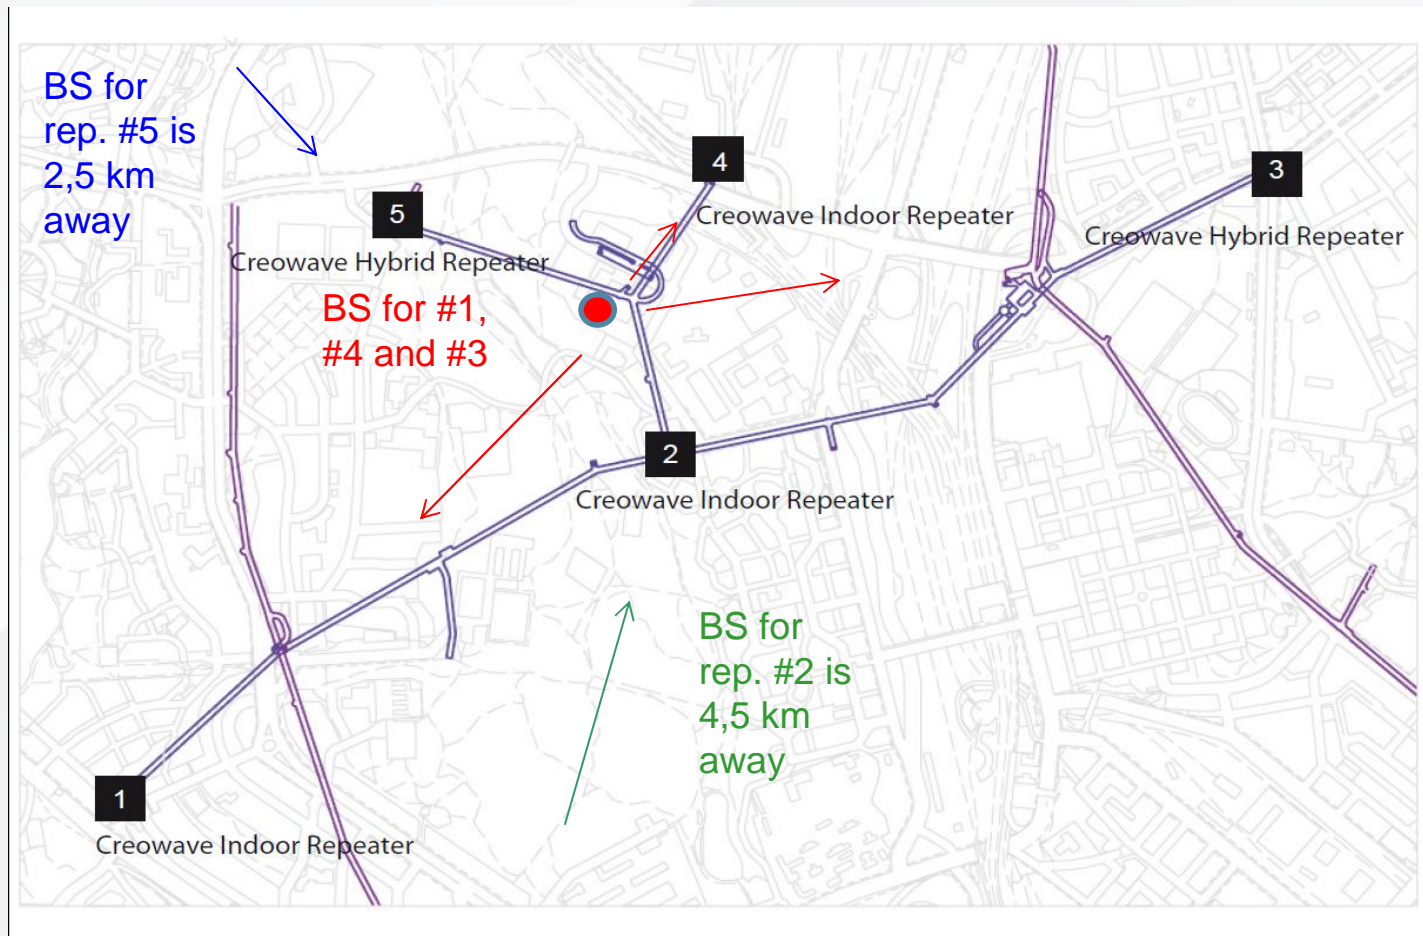 BS for
rep. #5 is
2,5 km
away
4
3
5
Creowave Indoor Repeater
Creowave Hybrid Repeater
Creowave Hybrid Repeater
BS for #1,
#4 and #3
2
Creowave Indoor Repeater
BS for
rep. #2 is
4,5 km
away
1
Creowave Indoor Repeater